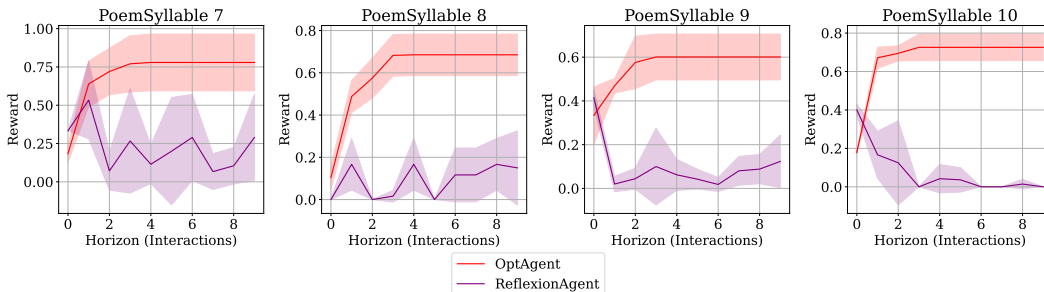 PoemSyllable 7
1.00
0.75
0.50
0.25
0.00
Reward
0 2 4 6 8
Horizon (Interactions)
PoemSyllable 8
0.8
0.6
0.4
0.2
0.0
Reward
0 2 4 6 8
Horizon (Interactions)
PoemSyllable 9
0.6
0.4
0.2
0.0
Reward
0 2 4 6 8
Horizon (Interactions)
PoemSyllable 10
0.8
0.6
0.4
0.2
0.0
Reward
0 2 4 6 8
Horizon (Interactions)
OptAgent
ReflexionAgent